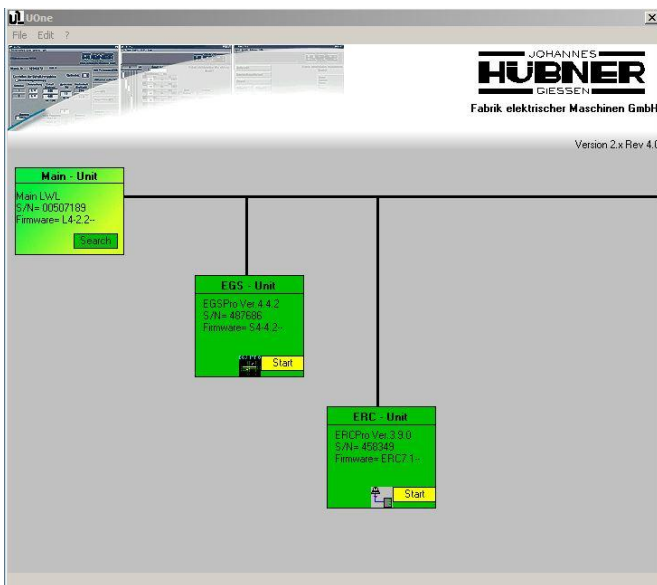 UOne
File Edit ?
JOHANNES
HÜBNER
GIESSEN
Fabrik elektrischer Maschinen GmbH
Version 2.x Rev 4.0
Main - Unit
Main LWL
S/N= 00507189
Firmware= L4-2.2--
Search
EGS - Unit
EGSPro Ver 4.4.2
S/N= 487686
Firmware= S4-4.2--
Start
ERC - Unit
ERCPro Ver.3.9.0
S/N= 458349
Firmware= ERC7.1--
Start